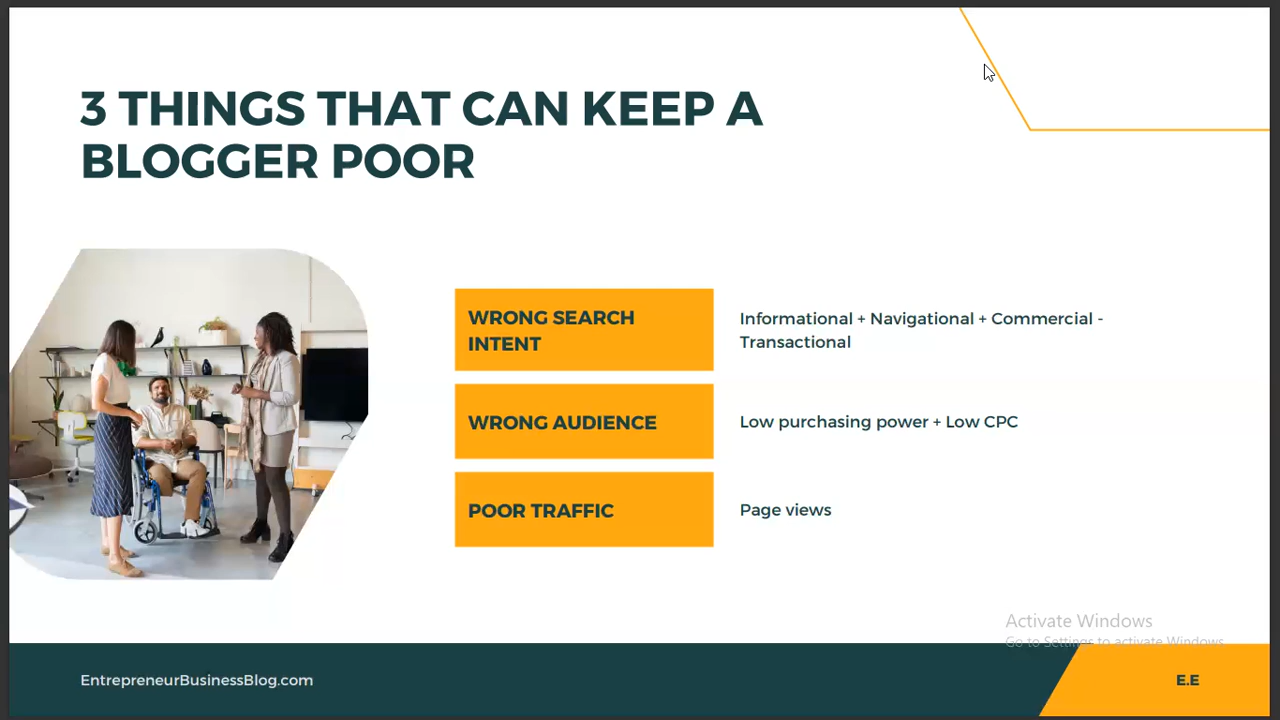 3 THINGS THAT CAN KEEP A
BLOGGER POOR
WRONG SEARCH
INTENT
Informational + Navigational + Commercial -
Transactional
WRONG AUDIENCE
Low purchasing power + Low CPC
POOR TRAFFIC
Page views
Activate Windows
Go to Settings to activate Windows.
EntrepreneurBusinessBlog.com
E.E